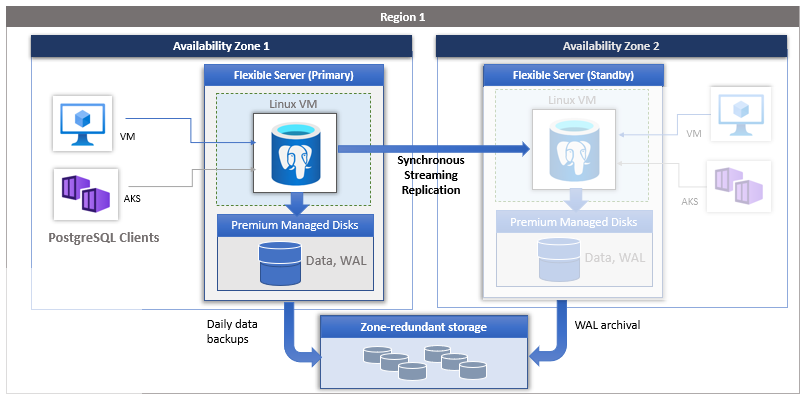 Region 1
Availability Zone 1
Flexible Server (Primary)
Linux VM
VM
AKS
PostgreSQL Clients
Premium Managed Disks
Data, WAL
Synchronous
Streaming
Replication
Availability Zone 2
Flexible Server (Standby)
Linux VM
VM
AKS
Premium Managed Disks
Data, WAL
Daily data
backups
Zone-redundant storage
WAL archival